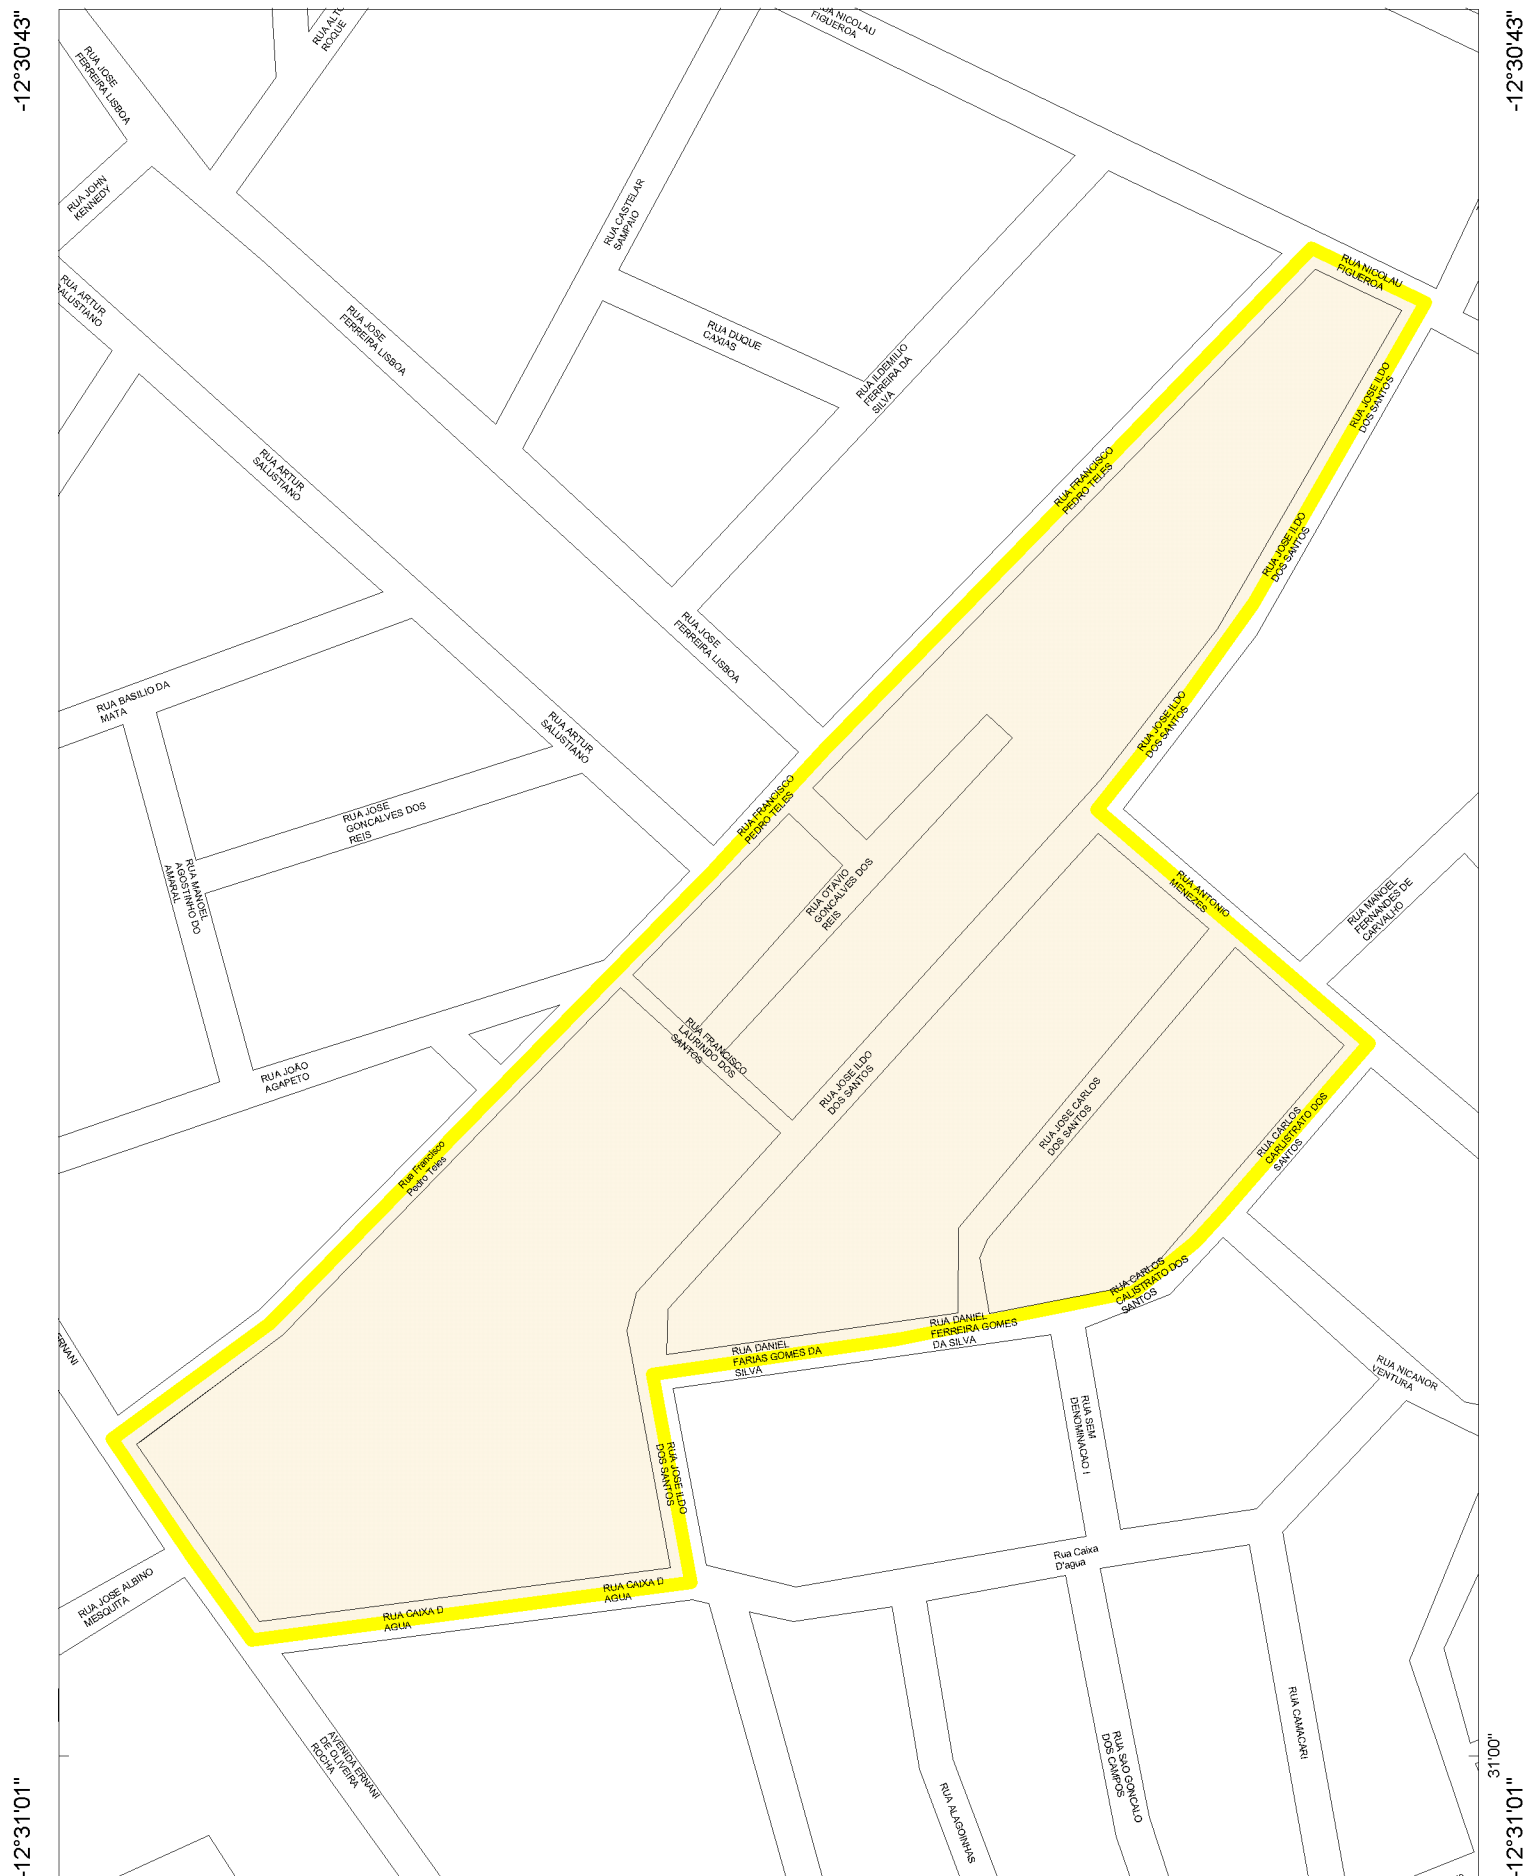 -12°30'43"
-12°30'43"
RUA NICOLAU
FIGUEROA
RUA JOSE
FERREIRA LISBOA
ROQUE
RUA JOHN
KENNEDY
RUA CASTELAR
SAMPAIO
RUA NICOLAU
FIGUEROA
RUA ARTUR
SALUSTIANO
RUA JOSE
FERREIRA LISBOA
RUA DUQUE
CAXIAS
RUA ILDEMILIO
FERREIRA DA
SILVA
RUA JOSE ILDO
DOS SANTOS
RUA ARTUR
SALUSTIANO
RUA FRANCISCO
PEDRO TELES
RUA JOSE ILDO
DOS SANTOS
RUA JOSE
FERREIRA LISBOA
RUA BASILIO DA
MATA
RUA ARTUR
SALUSTIANO
RUA JOSE ILDO
DOS SANTOS
RUA JOSE
GONCALVES DOS
REIS
RUA FRANCISCO
PEDRO TELES
RUA MANOEL
AGOSTINHO DO
AMARAL
RUA OTAVIO
GONCALVES DOS
REIS
RUA ANTONIO
MENEZES
RUA MANOEL
FERNANDES DE
CARVALHO
RUA FRANCISCO
LAURINDO DOS
SANTOS
RUA JOÃO
AGAPETO
RUA JOSE ILDO
DOS SANTOS
RUA JOSE CARLOS
DOS SANTOS
RUA CARLOS
CARLISTRATO DOS
SANTOS
Rua Francisco
Pedro Teles
RUA CARLOS
CALISTRATO DOS
SANTOS
ERNANI
RUA DANIEL
FARIAS GOMES DA
SILVA
RUA DANIEL
FERREIRA GOMES
DA SILVA
RUA NICANOR
VENTURA
RUA SEM
DENOMINACAO I
RUA JOSE ILDO
DOS SANTOS
Rua Caixa
D'agua
RUA JOSE ALBINO
MESQUITA
RUA CAIXA D
AGUA
RUA CAIXA D
AGUA
AVENIDA ERNANI
DE OLIVEIRA
ROCHA
RUA SAO GONCALO
DOS CAMPOS
RUA CAMACARI
RUA ALAGOINHAS
31'00"
-12°31'01"
-12°31'01"